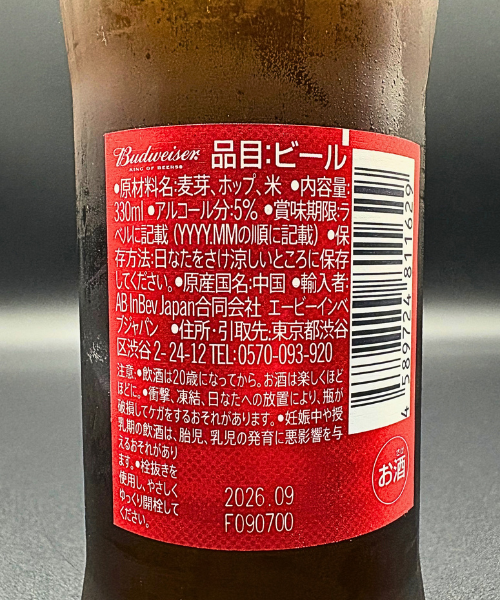 Budweiser
KING OF BEERS®
品目:ビール
•原材料名:麦芽、ホップ、米 •内容量:
330ml •アルコール分:5% •賞味期限:ラ
ベルに記載 (YYYY.MMの順に記載) •保
存方法:日なたをさけ涼しいところに保存
してください。•原産国名:中国 •輸入者:
AB InBev Japan合同会社 エービーインベ
ブジャパン •住所・引取先:東京都渋谷
区渋谷 2-24-12 TEL:0570-093-920
注意:•飲酒は20歳になってから。お酒は楽しくほど
ほどに。•衝撃、凍結、日なたへの放置により、瓶が
破損してケガをするおそれがあります。•妊娠中や授
乳期の飲酒は、胎児、乳児の発育に悪影響を与
えるおそれがあり
ます。•栓抜きを
使用し、やさしく
ゆっくり開栓して
ください。
2026.09
F090700
4 589724 811629
お酒